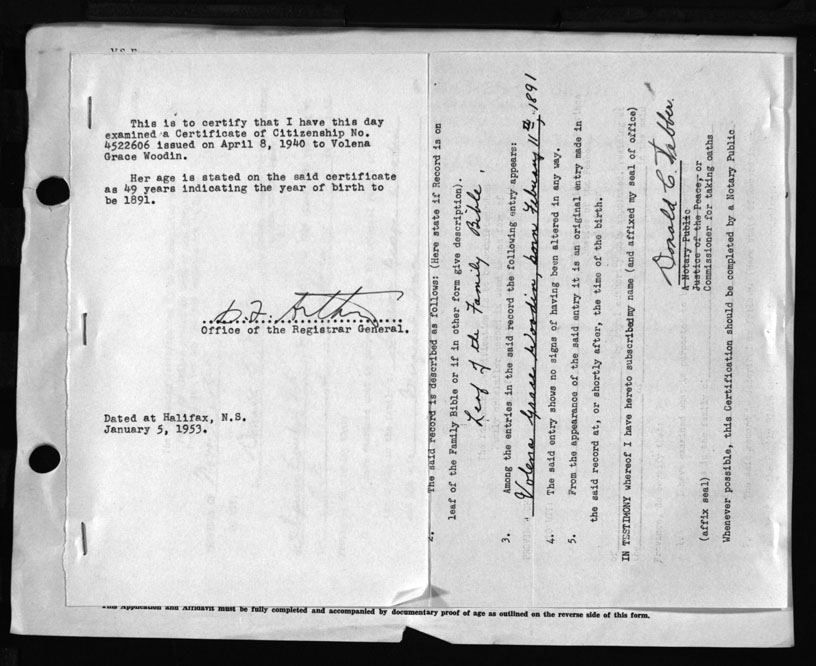 This is to certify that I have this day
examined a Certificate of Citizenship No.
4522606 issued on April 8, 1940 to Volena
Grace Woodin.
Her age is stated on the said certificate
as 49 years indicating the year of birth to
be 1891.
Office of the Registrar General.
Dated at Halifax, N.S.
January 5, 1953.
2. The said record is described as follows: (Here state if Record is on
leaf of the Family Bible or if in other form give description).
Leaf of the Family Bible.
3. Among the entries in the said record the following entry appears:
Volena Grace Woodin, born February 11th, 1891
4. The said entry shows no signs of having been altered in any way.
5. From the appearance of the said entry it is an original entry made in
the said record at, or shortly after, the time of the birth.
IN TESTIMONY whereof I have hereto subscribed my name (and affixed my seal of office)
Donald C.
A Notary Public
Justice of the Peace, or
Commissioner for taking oaths
(affix seal)
Whenever possible, this Certification should be completed by a Notary Public
This Application and Affidavit must be fully completed and accompanied by documentary proof of age as outlined on the reverse side of this form.